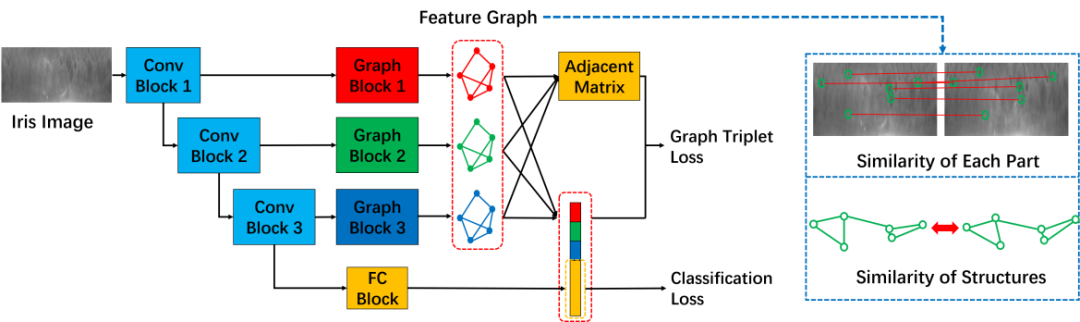 Feature Graph
Iris Image
Conv
Block 1
Graph
Block 1
Adjacent
Matrix
Conv
Block 2
Graph
Block 2
Graph Triplet
Loss
Conv
Block 3
Graph
Block 3
FC
Block
Classification
Loss
Similarity of Each Part
Similarity of Structures